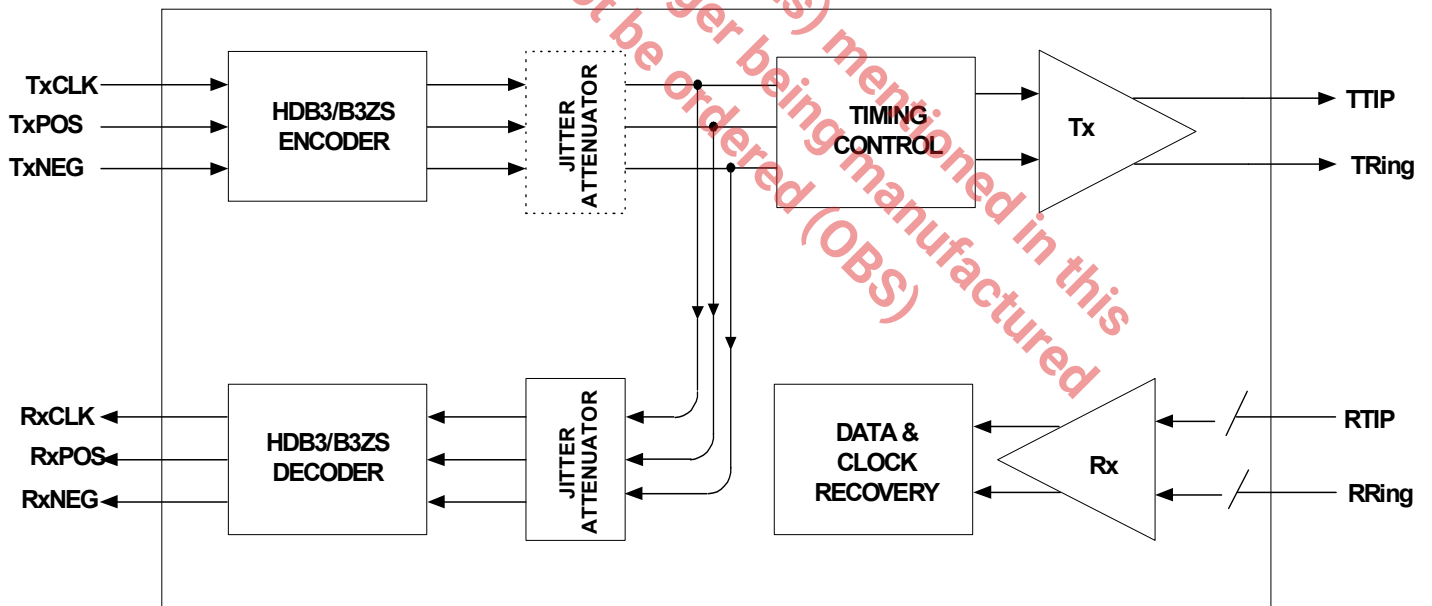 TxCLK
TxPOS
TxNEG
HDB3/B3ZS
ENCODER
JITTER
ATTENUATOR
TIMING
CONTROL
Tx
TTIP
TRing
RxCLK
RxPOS
RxNEG
HDB3/B3ZS
DECODER
JITTER
ATTENUATOR
DATA &
CLOCK
RECOVERY
Rx
RTIP
RRing
mentioned in this
being manufactured
be ordered (OBS)